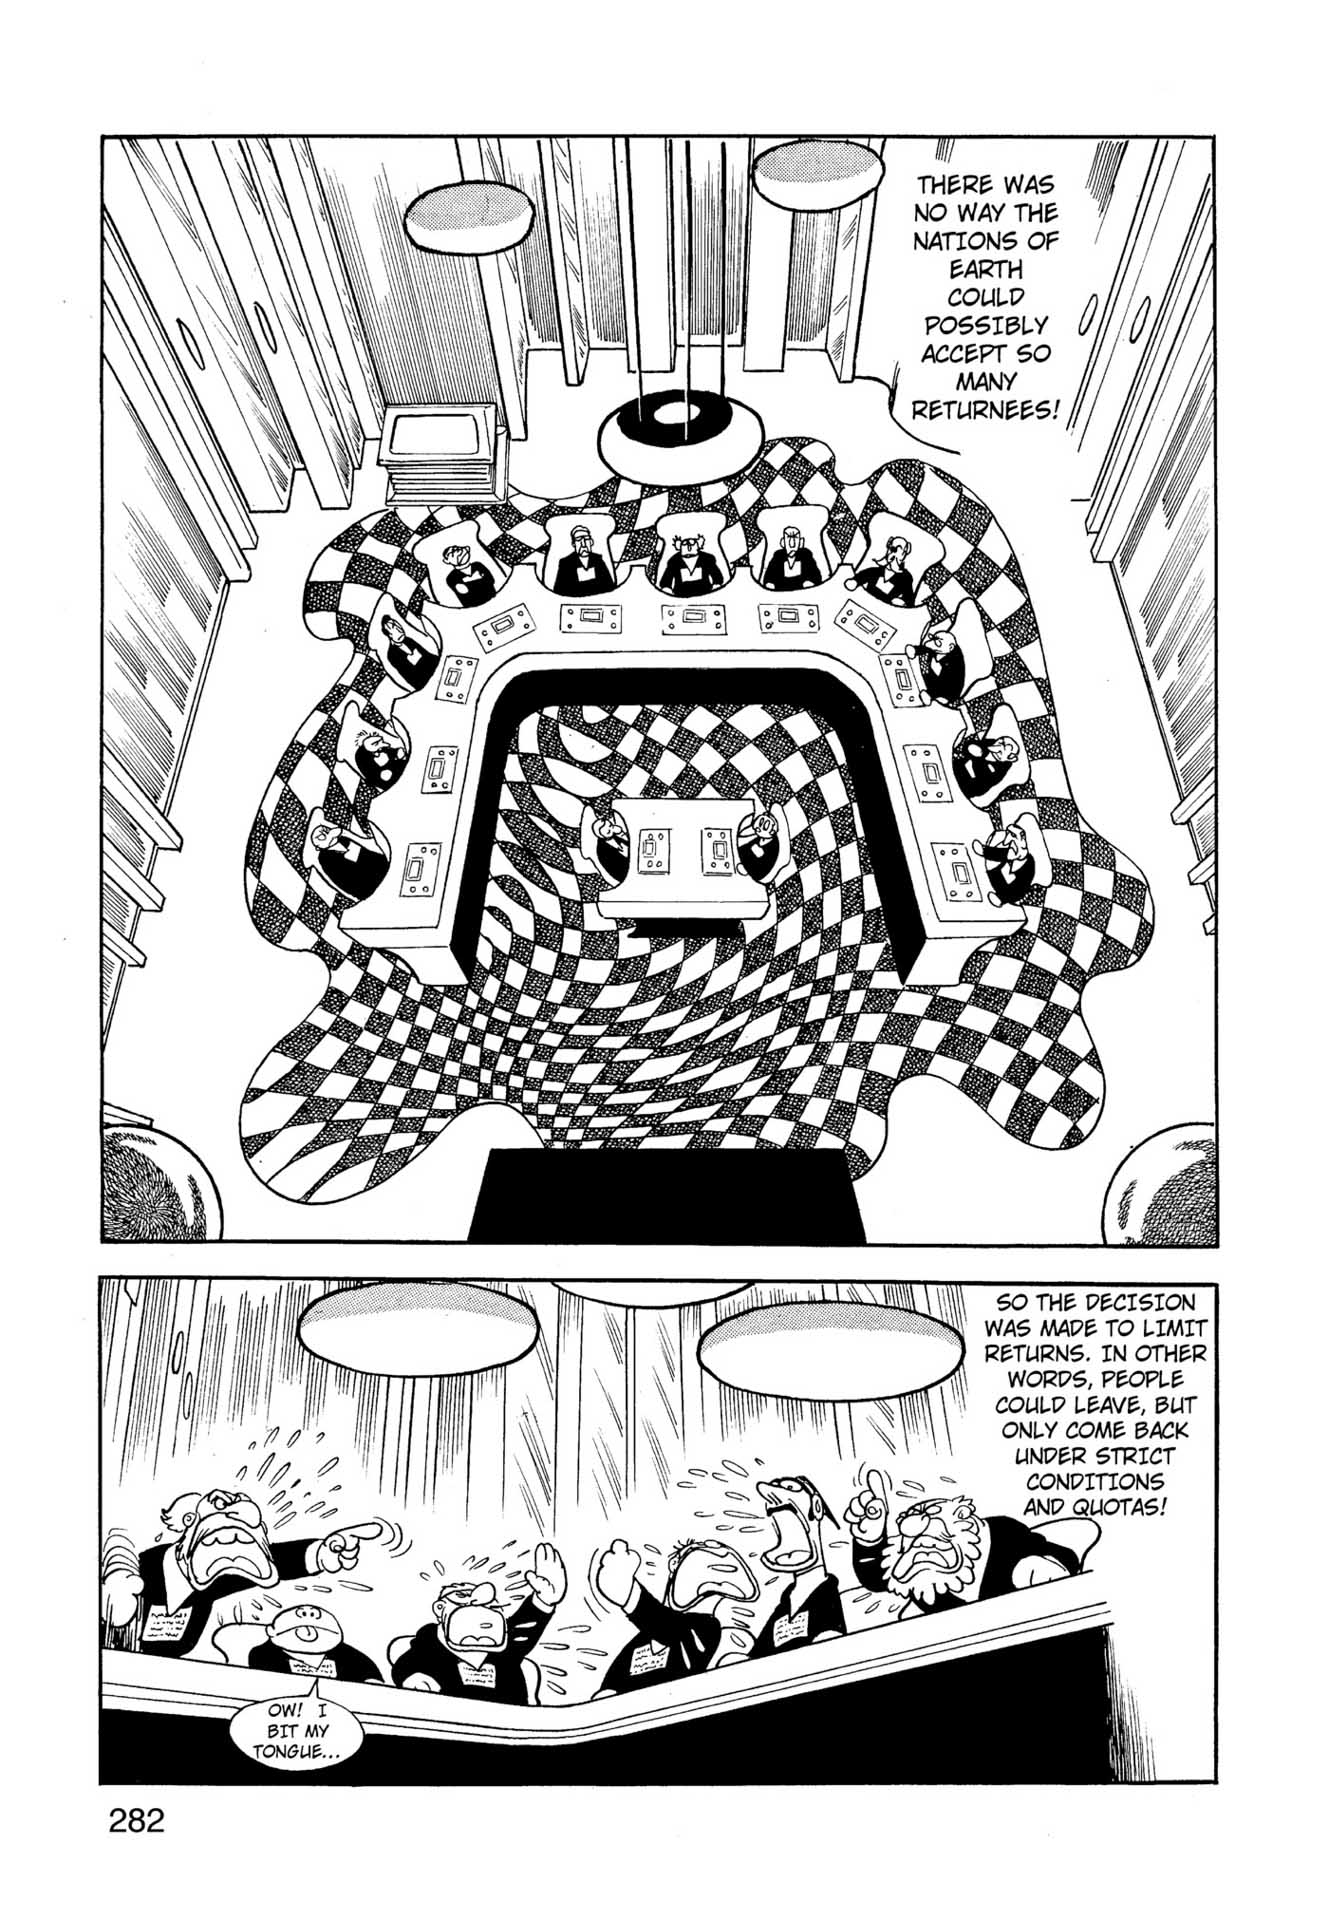 THERE WAS
NO WAY THE
NATIONS OF
EARTH
COULD
POSSIBLY
ACCEPT SO
MANY
RETURNEES!
SO THE DECISION
WAS MADE TO LIMIT
RETURNS. IN OTHER
WORDS, PEOPLE
COULD LEAVE, BUT
ONLY COME BACK
UNDER STRICT
CONDITIONS
AND QUOTAS!
OW! I
BIT MY
TONGUE...
282